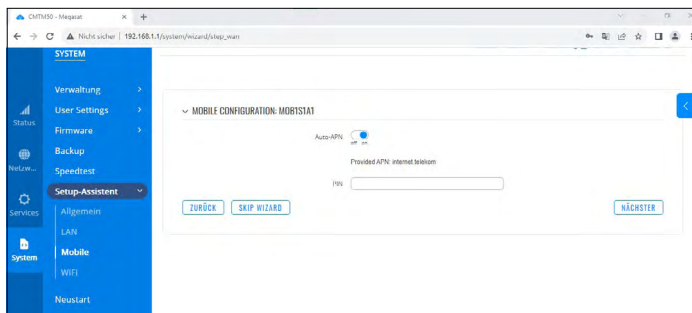 CMTM50 – Megasat
Nicht sicher | 192.168.1.1/system/wizard/step_wan
SYSTEM
Verwaltung
User Settings
Firmware
Backup
Speedtest
Setup-Assistent
Allgemein
LAN
Mobile
WiFi
Neustart
Status
Netzw...
Services
System
MOBILE CONFIGURATION: MOB1S1A1
Auto-APN
off on
Provided APN: internet.telekom
PIN
ZURÜCK
SKIP WIZARD
NÄCHSTER